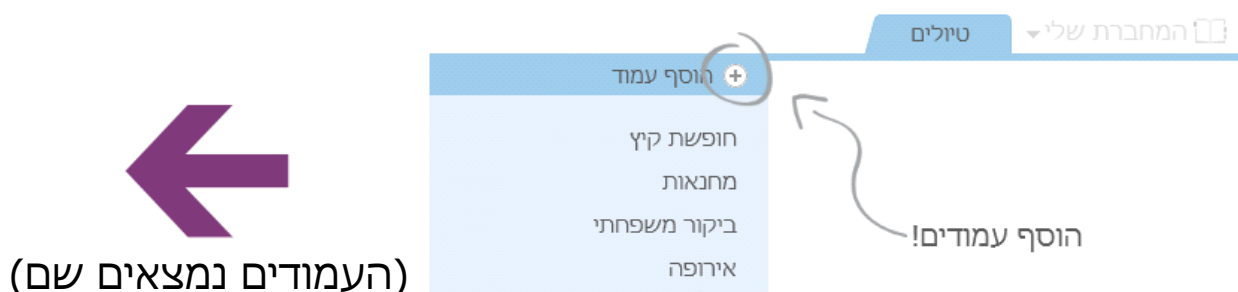 המחברת שלי
טיולים
הוסף עמוד
חופשת קיץ
מחנאות
ביקור משפחתי
אירופה
הוסף עמודים!
(העמודים נמצאים שם)